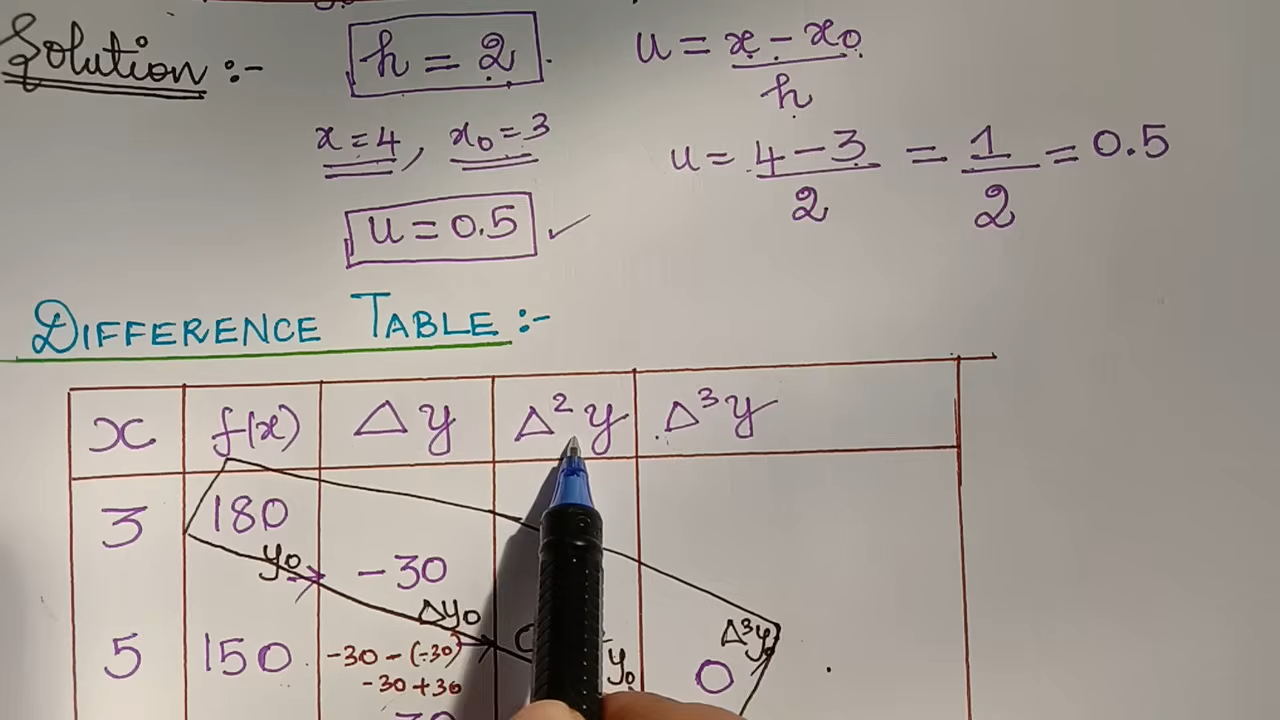 Solution :- h = 2 . u = x - x₀ / h
x = 4 , x₀ = 3
u = 4 - 3 / 2 = 1 / 2 = 0.5
u = 0.5 ✓
DIFFERENCE TABLE :-
x f(x) Δy Δ²y Δ³y
3 180
y₀ → -30
Δy₀
5 150 -30 - (-30) → y₀ 0 Δ³y₀
-30 + 30